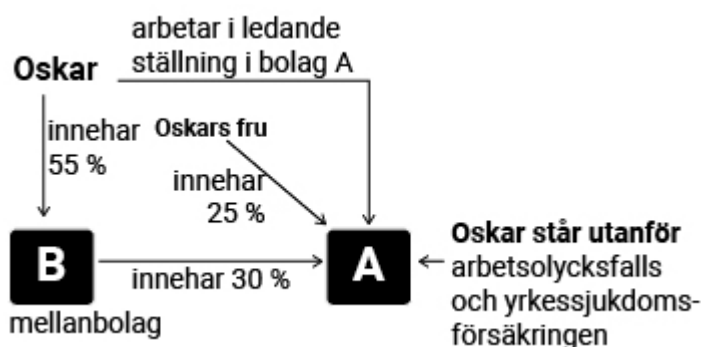 arbetar i ledande
ställning i bolag A
Oskar
innehar
55 %
Oskars fru
innehar
25 %
B
innehar 30 %
A
mellanbolag
Oskar står utanför
arbetsolycksfalls
och yrkessjukdoms-
försäkringen